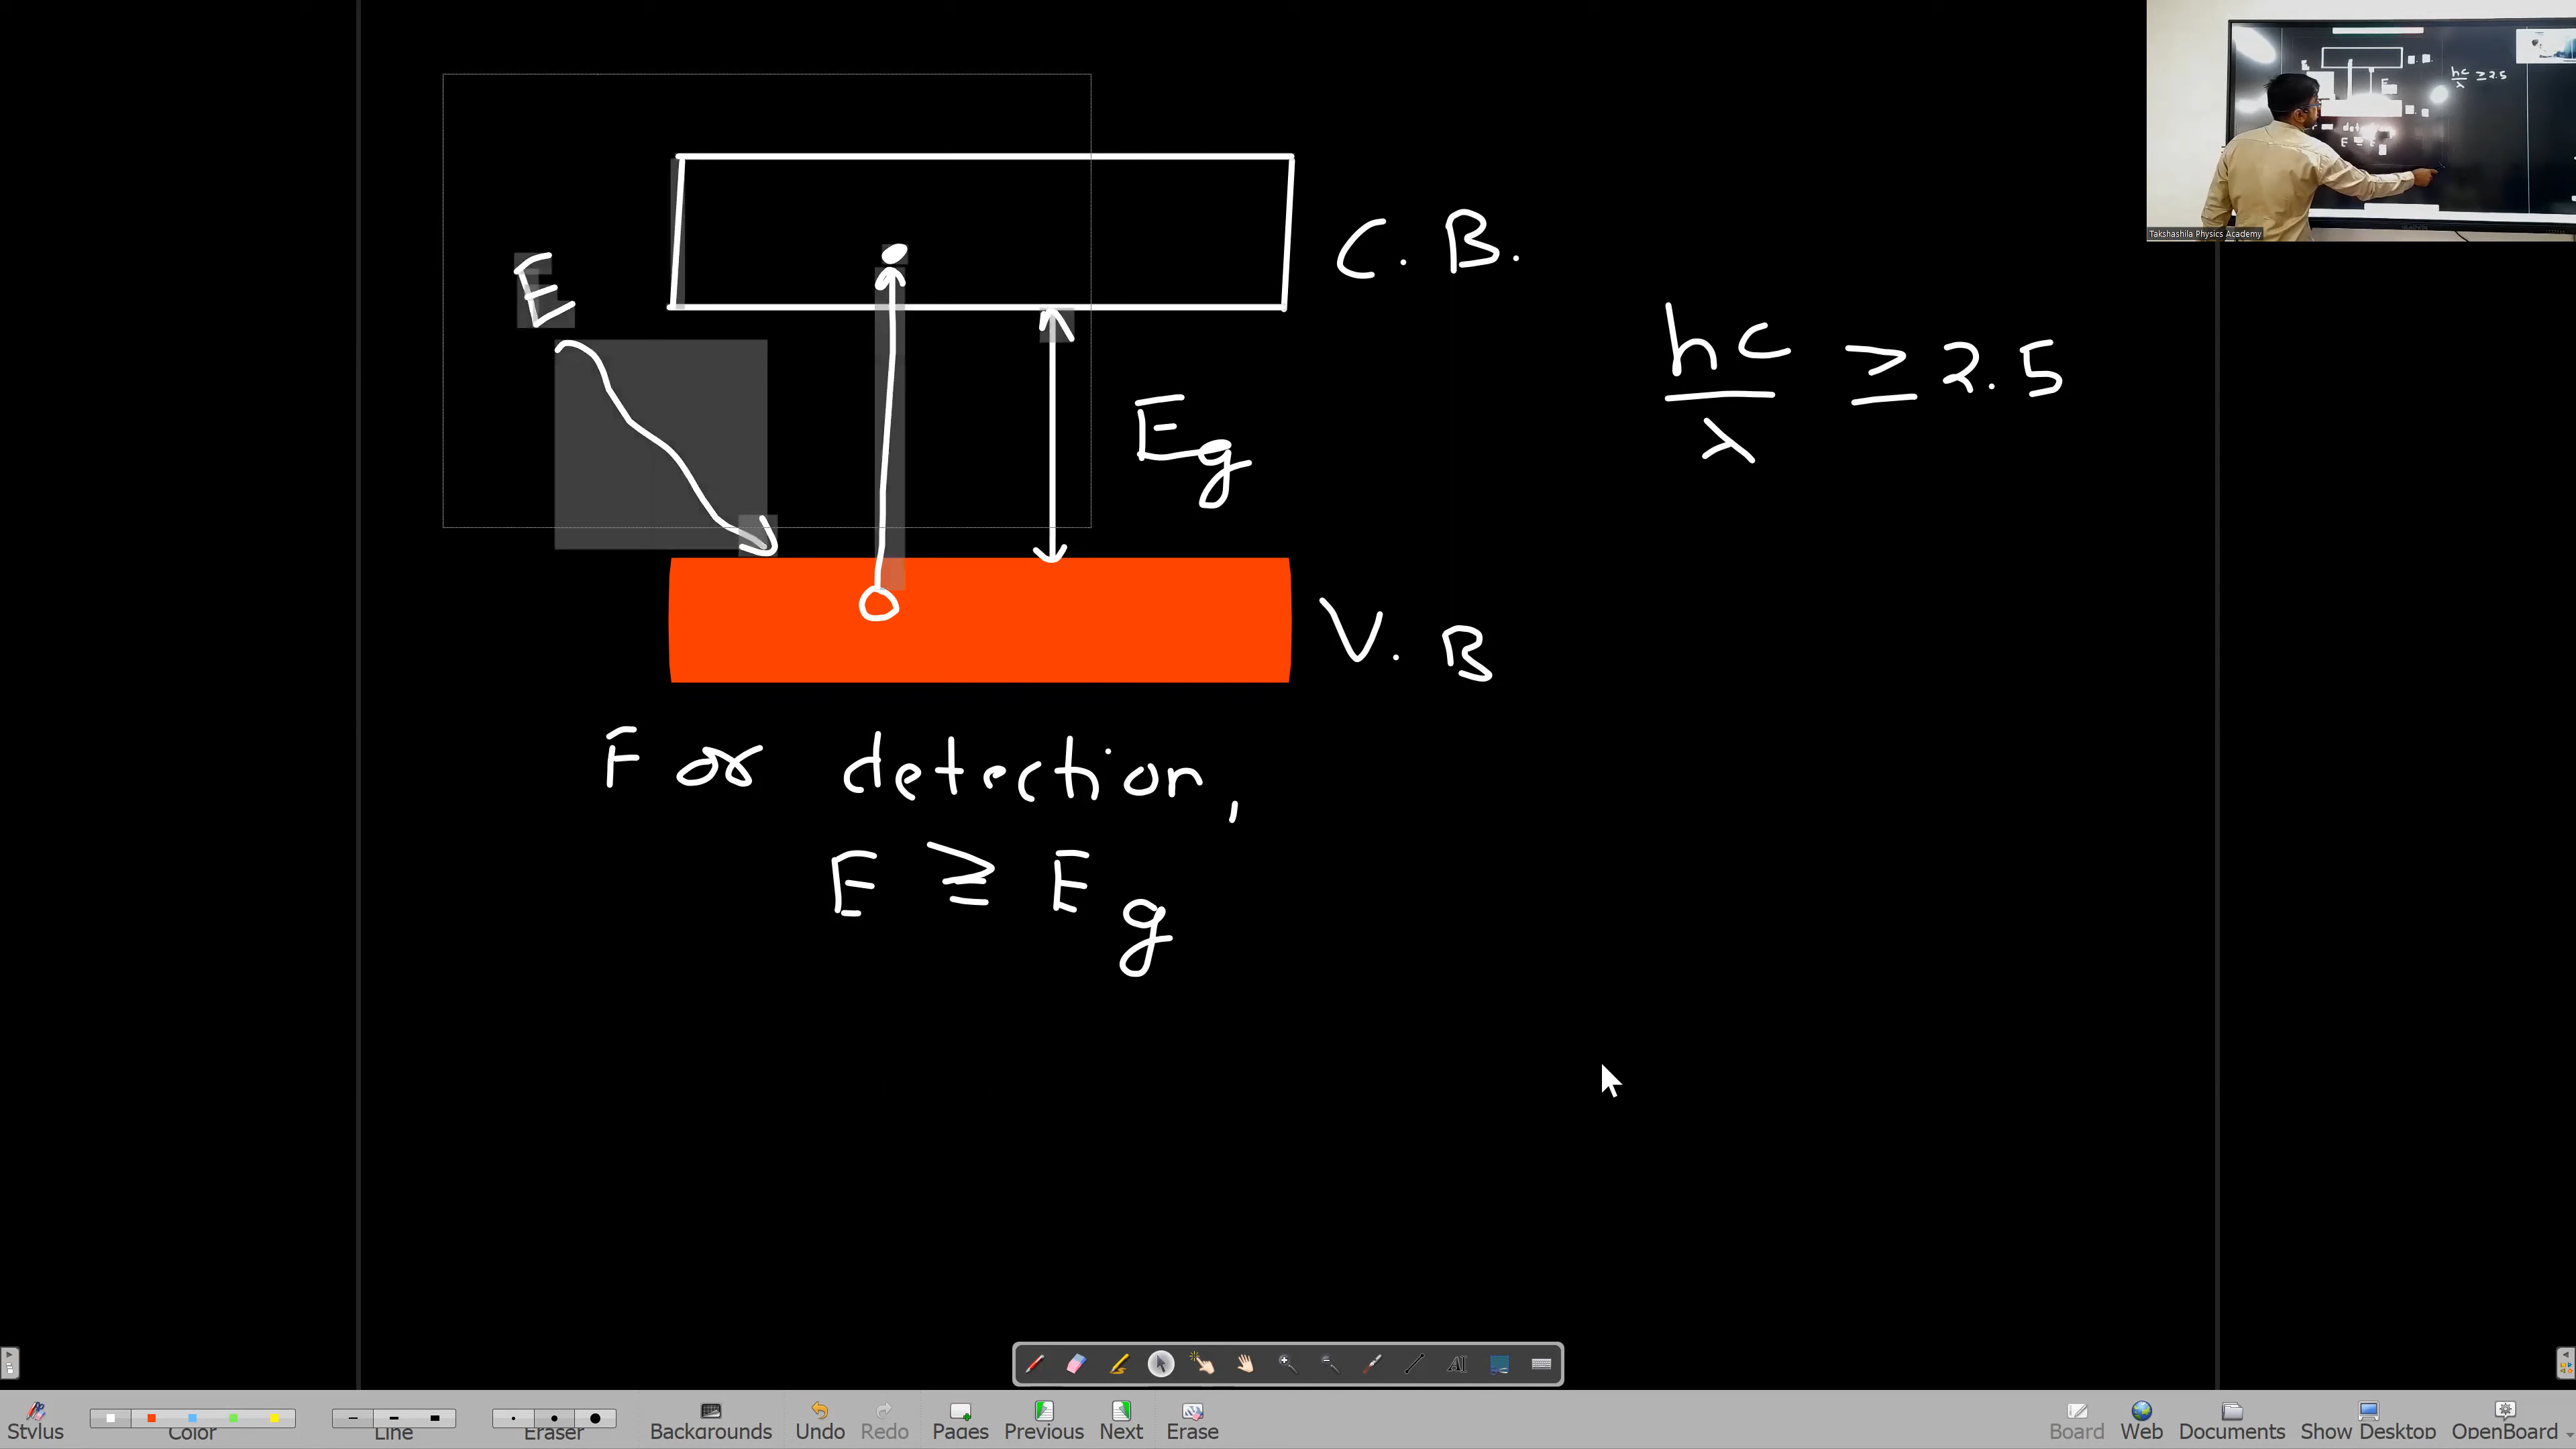 C. B.
E
hc/λ ≥ 2.5
Eg
V. B
For detection,
E ≥ Eg
Takshashila Physics Academy
Stylus
Color
Line
Eraser
Backgrounds
Undo
Redo
Pages
Previous
Next
Erase
Board
Web
Documents
Show Desktop
OpenBoard